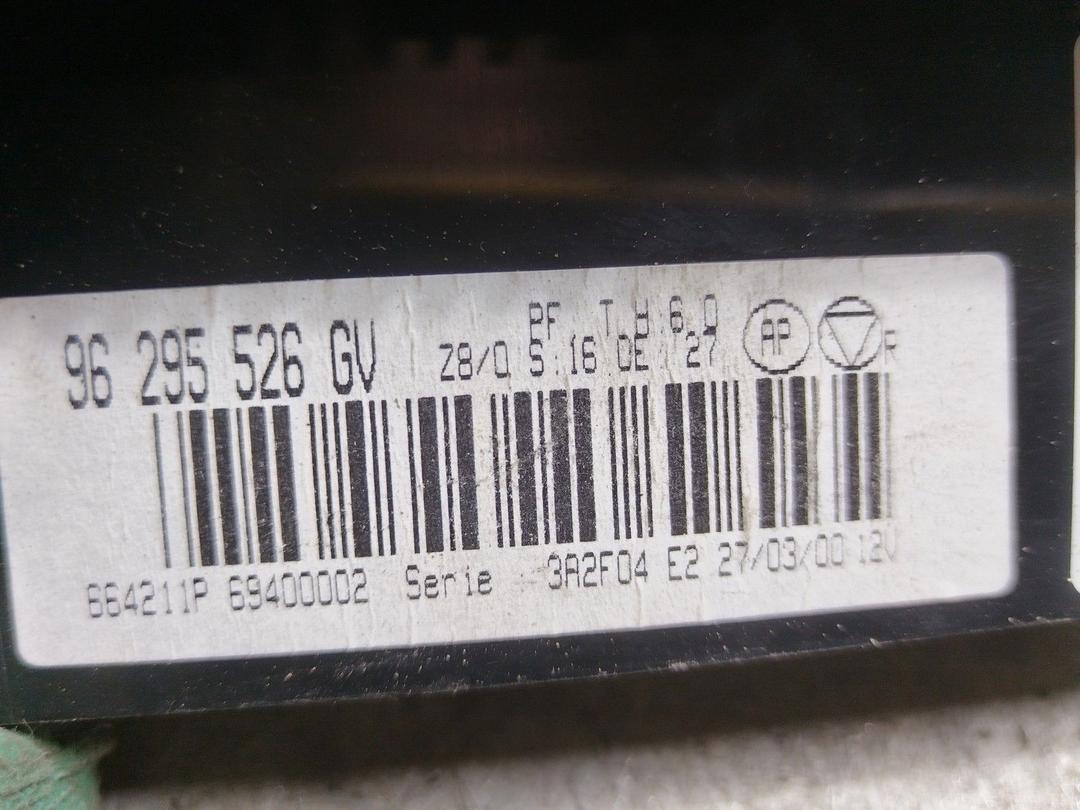 96 295 526 GV
PF T W 6.0
Z8/0 S 16 DE 27
AP
R
664211P 69400002 Serie 3A2F04 E2 27/03/00 12V